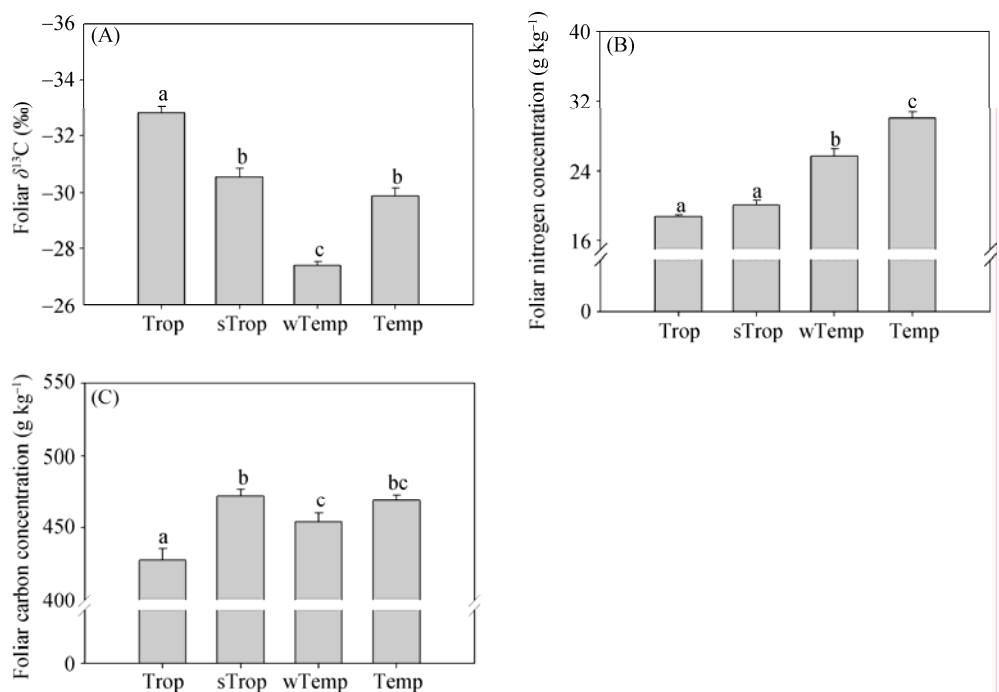 (A)
Foliar δ¹³C (‰)
−36
−34
−32
−30
−28
−26
a
b
c
b
Trop sTrop wTemp Temp
(B)
Foliar nitrogen concentration (g kg⁻¹)
40
32
24
16
0
a
a
b
c
Trop sTrop wTemp Temp
(C)
Foliar carbon concentration (g kg⁻¹)
550
500
450
400
0
a
b
c
bc
Trop sTrop wTemp Temp